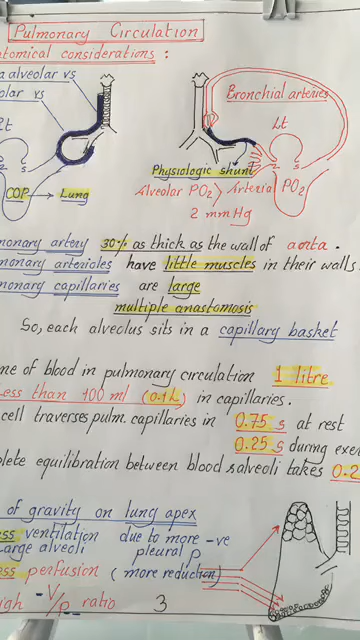 Pulmonary Circulation
atomical considerations :
a alveolar vs
olar vs
Bronchial arteries
Lt
Lt
Physiologic shunt
COP → Lung
Alveolar PO2 > Arterial PO2
2 mmHg
monary artery 30% as thick as the wall of aorta.
monary arterioles have little muscles in their walls.
monary capillaries are large
multiple anastomosis
So, each alveolus sits in a capillary basket
me of blood in pulmonary circulation 1 litre
Less than 100 ml (0.1 L) in capillaries.
cell traverses pulm. capillaries in 0.75 s at rest
0.25 s during exer
plete equilibration between blood & alveoli takes 0.2
of gravity on lung apex
ess ventilation due to more -ve
Large alveoli pleural p
ess perfusion (more reduction)
high V/p ratio 3